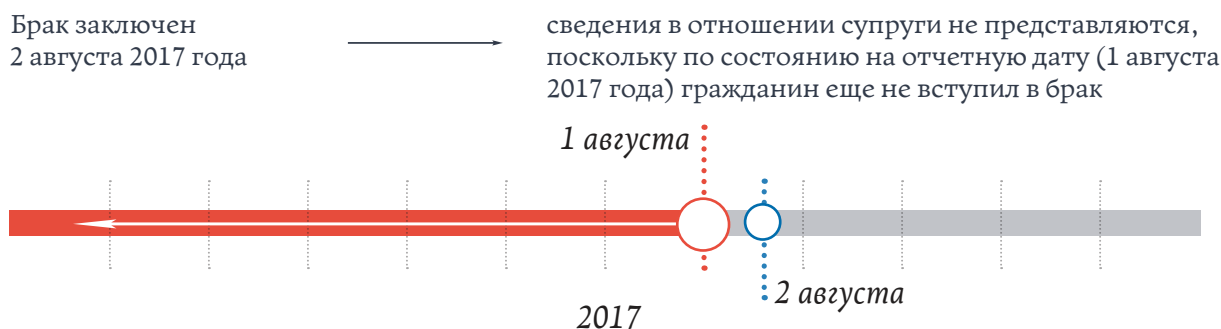 Брак заключен
2 августа 2017 года
сведения в отношении супруги не представляются,
поскольку по состоянию на отчетную дату (1 августа
2017 года) гражданин еще не вступил в брак
1 августа
2 августа
2017